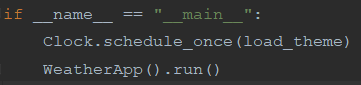 if __name__ == "__main__":
    Clock.schedule_once(load_theme)
    WeatherApp().run()